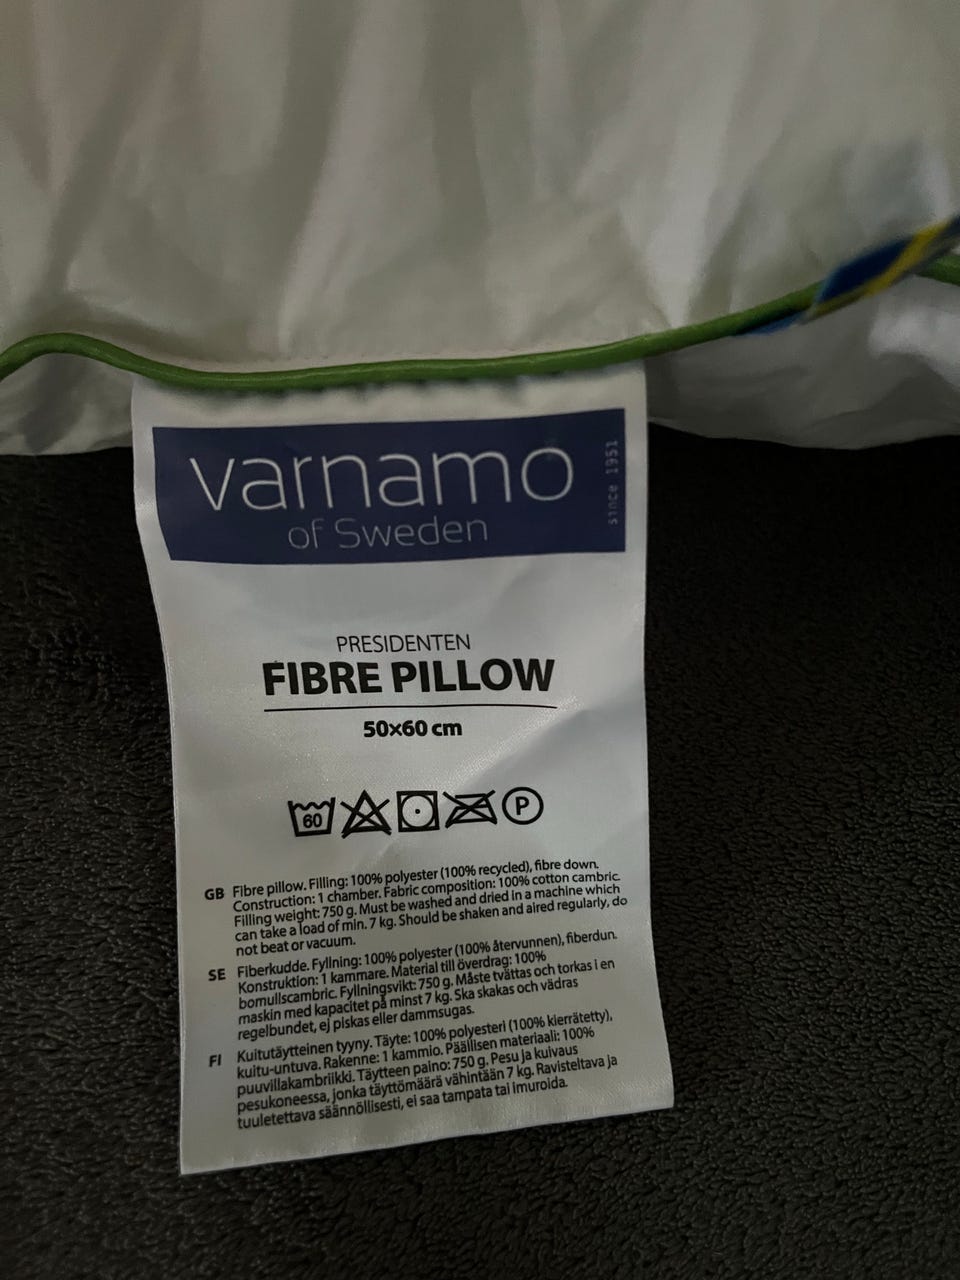 varnamo
of Sweden
since 1951
PRESIDENTEN
FIBRE PILLOW
50×60 cm
60
P
GB Fibre pillow. Filling: 100% polyester (100% recycled), fibre down.
Construction: 1 chamber. Fabric composition: 100% cotton cambric.
Filling weight: 750 g. Must be washed and dried in a machine which
can take a load of min. 7 kg. Should be shaken and aired regularly, do
not beat or vacuum.
SE Fiberkudde. Fyllning: 100% polyester (100% återvunnen), fiberdun.
Konstruktion: 1 kammare. Material till överdrag: 100%
bomullscambric. Fyllningsvikt: 750 g. Måste tvättas och torkas i en
maskin med kapacitet på minst 7 kg. Ska skakas och vädras
regelbundet, ej piskas eller dammsugas.
FI Kuitutäytteinen tyyny. Täyte: 100% polyesteri (100% kierrätetty),
kuitu-untuva. Rakenne: 1 kammio. Päällisen materiaali: 100%
puuvillakambriikki. Täytteen paino: 750 g. Pesu ja kuivaus
pesukoneessa, jonka täyttömäärä vähintään 7 kg. Ravisteltava ja
tuuletettava säännöllisesti, ei saa tampata tai imuroida.